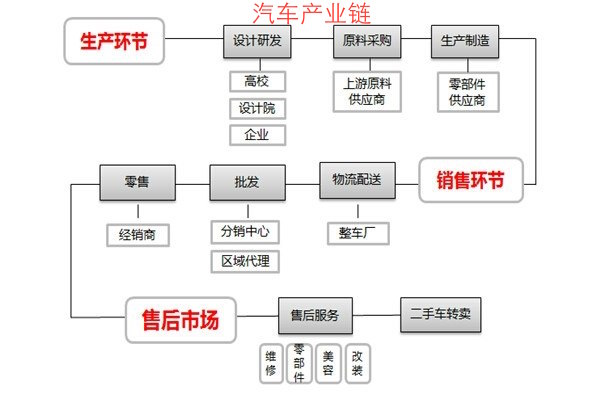 汽车产业链
生产环节
设计研发
原料采购
生产制造
高校
设计院
企业
上游原料
供应商
零部件
供应商
销售环节
物流配送
批发
零售
整车厂
分销中心
区域代理
经销商
售后市场
售后服务
二手车转卖
维修
零部件
美容
改装